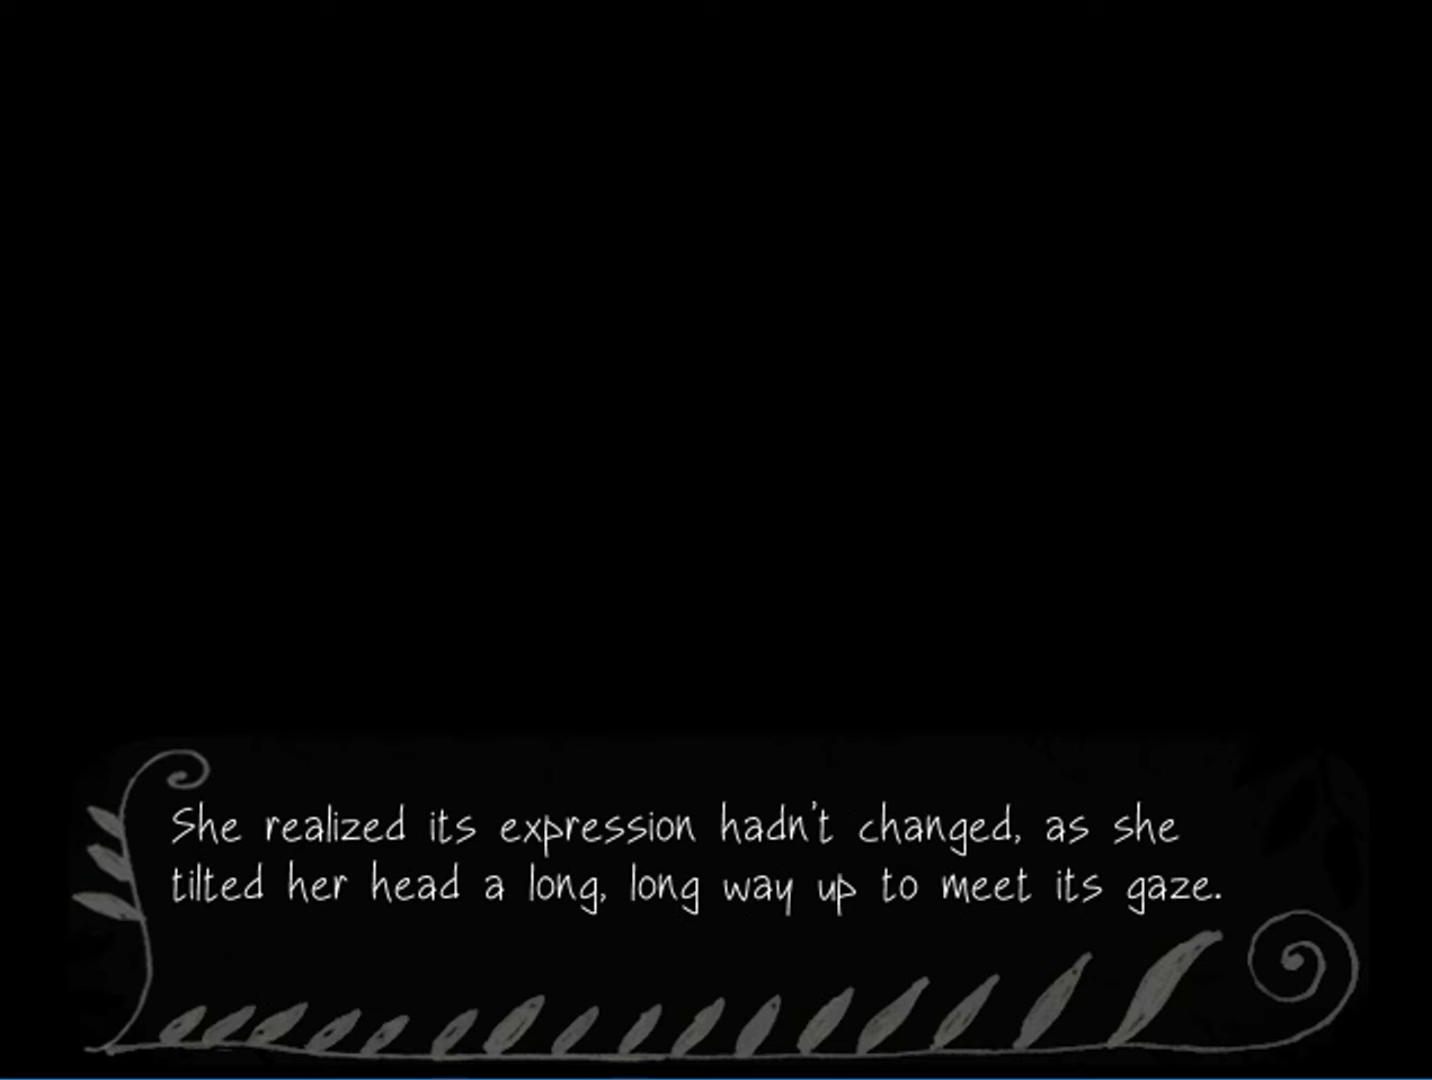 She realized its expression hadn't changed, as she
tilted her head a long, long way up to meet its gaze.